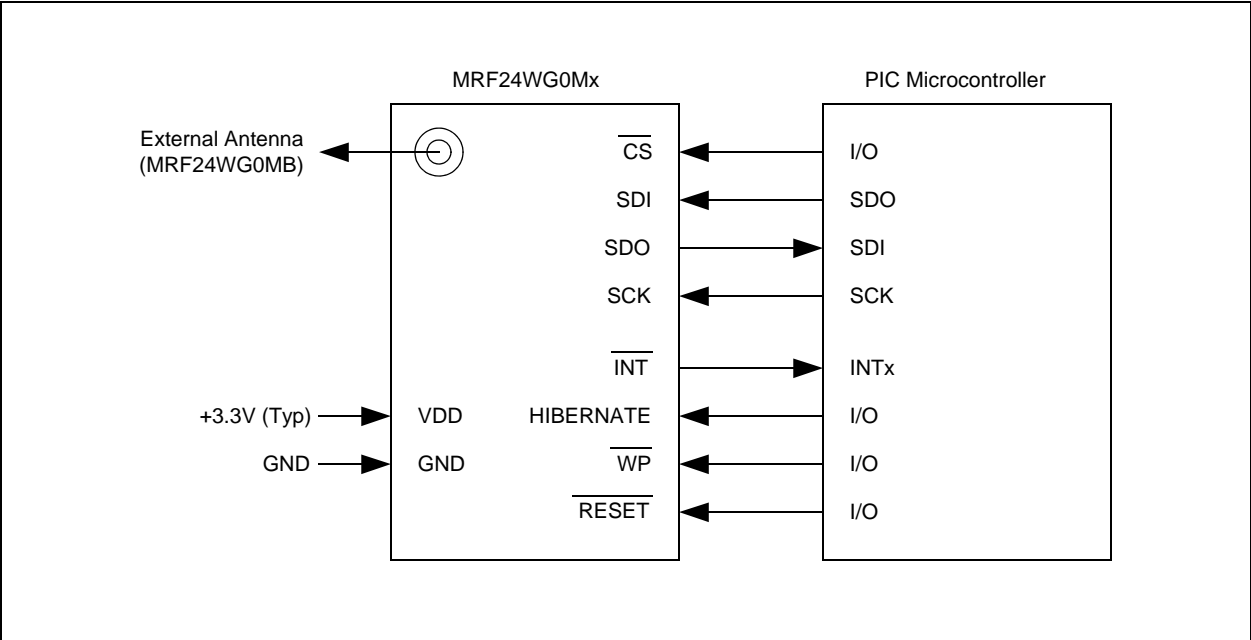 MRF24WG0Mx
PIC Microcontroller
External Antenna
(MRF24WG0MB)
CS
I/O
SDI
SDO
SDO
SDI
SCK
SCK
INT
INTx
+3.3V (Typ)
VDD
HIBERNATE
I/O
GND
GND
WP
I/O
RESET
I/O